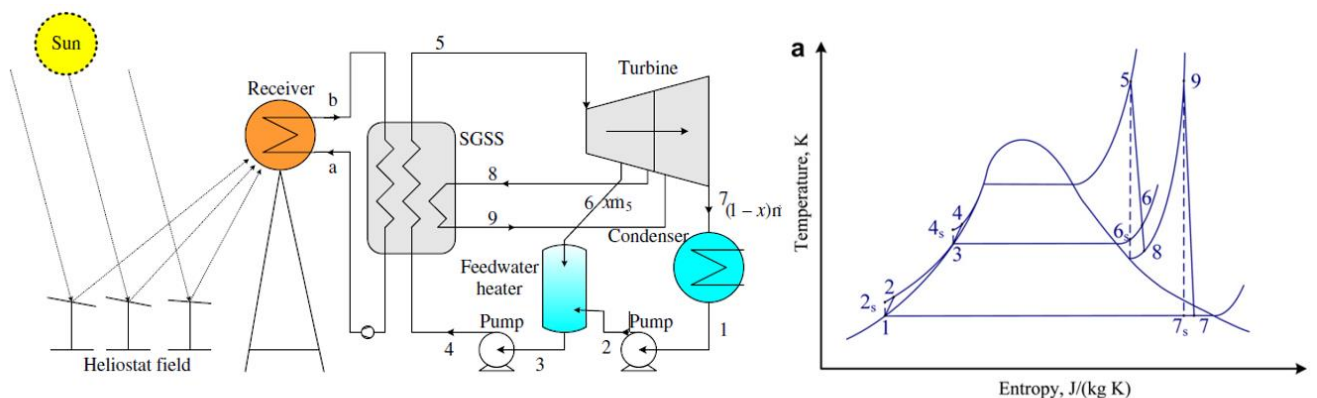 Sun
Receiver
b
a
5
SGSS
8
9
Turbine
6
xm₅
7
(1 − x)ṁ
Condenser
Feedwater
heater
Pump
Pump
4
3
2
1
Heliostat field
a
Temperature, K
5
9
6
6s
8
4
4s
3
2
2s
1
7s
7
Entropy, J/(kg K)